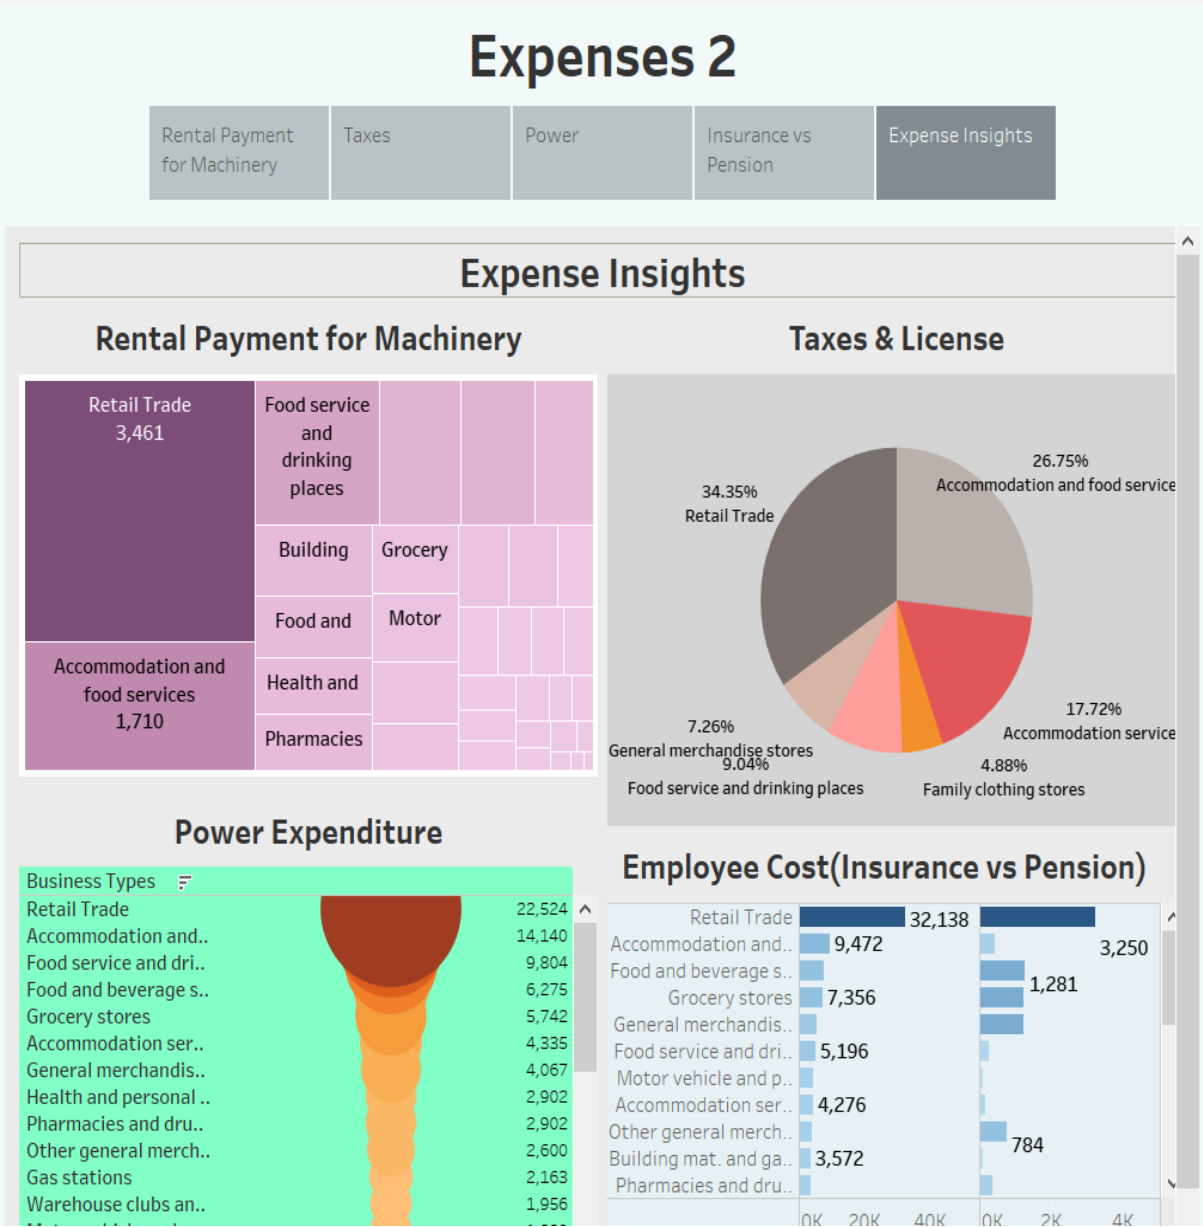 Expenses 2
Rental Payment
for Machinery
Taxes
Power
Insurance vs
Pension
Expense Insights
Expense Insights
Rental Payment for Machinery
Retail Trade
3,461
Food service
and
drinking
places
Building
Grocery
Food and
Motor
Health and
Pharmacies
Accommodation and
food services
1,710
Taxes & License
26.75%
Accommodation and food service
34.35%
Retail Trade
17.72%
Accommodation service
7.26%
General merchandise stores
9.04%
Food service and drinking places
4.88%
Family clothing stores
Power Expenditure
Business Types
Retail Trade 22,524
Accommodation and.. 14,140
Food service and dri.. 9,804
Food and beverage s.. 6,275
Grocery stores 5,742
Accommodation ser.. 4,335
General merchandis.. 4,067
Health and personal .. 2,902
Pharmacies and dru.. 2,902
Other general merch.. 2,600
Gas stations 2,163
Warehouse clubs an.. 1,956
Employee Cost(Insurance vs Pension)
Retail Trade 32,138
Accommodation and.. 9,472 3,250
Food and beverage s..
1,281
Grocery stores 7,356
General merchandis..
Food service and dri.. 5,196
Motor vehicle and p..
Accommodation ser.. 4,276
Other general merch..
784
Building mat. and ga.. 3,572
Pharmacies and dru..
0K 20K 40K 0K 2K 4K